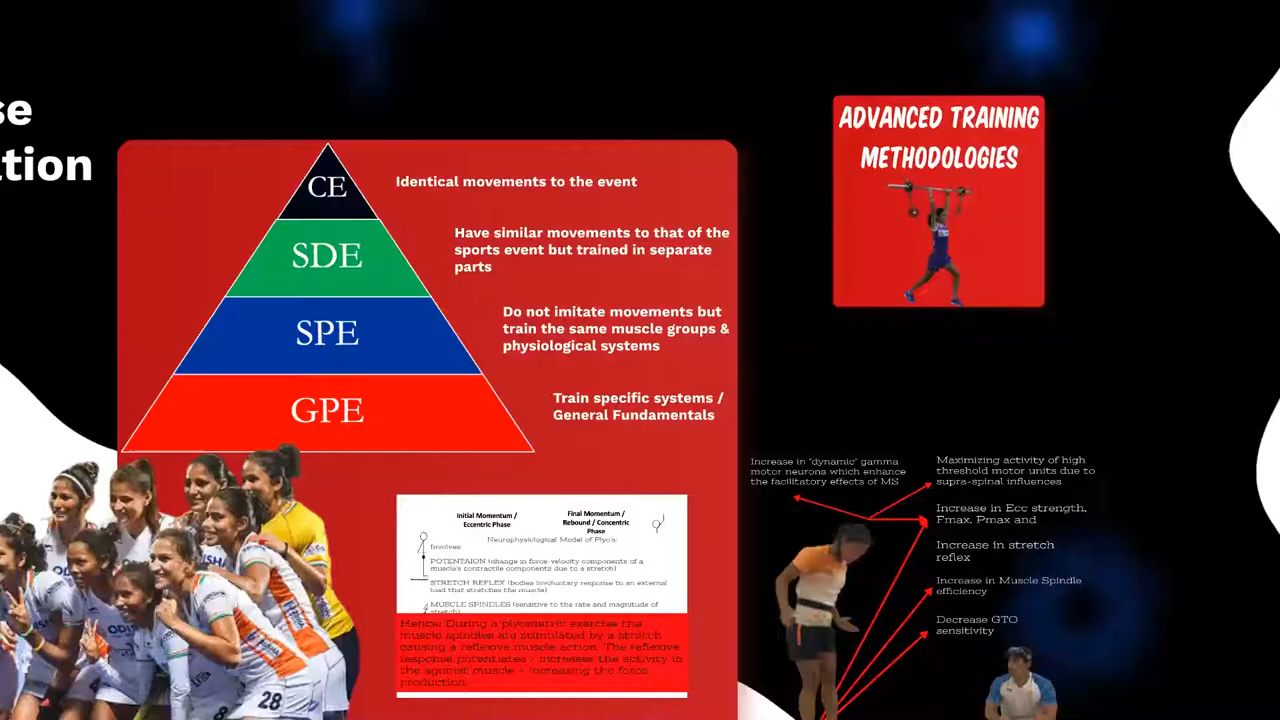 se
ation
CE
Identical movements to the event
SDE
Have similar movements to that of the
sports event but trained in separate
parts
SPE
Do not imitate movements but
train the same muscle groups &
physiological systems
GPE
Train specific systems /
General Fundamentals
ADVANCED TRAINING
METHODOLOGIES
Initial Momentum /
Eccentric Phase
Final Momentum /
Rebound / Concentric
Phase
Neurophysiological Model of Plyo's:
Involves:
POTENTAION (change in force-velocity components of a
muscle's contractile components due to a stretch)
STRETCH REFLEX (bodies involuntary response to an external
load that stretches the muscle)
MUSCLE SPINDLES (sensitive to the rate and magnitude of
stretch)
Hence: During a plyometric exercise the
muscle spindles are stimulated by a stretch
causing a reflexive muscle action. The reflexive
response potentiates / increases the activity in
the agonist muscle - increasing the force
production.
Increase in "dynamic" gamma
motor neurons which enhance
the facilitatory effects of MS
Maximizing activity of high
threshold motor units due to
supra-spinal influences
Increase in Ecc strength,
Fmax, Pmax and
Increase in stretch
reflex
Increase in Muscle Spindle
efficiency
Decrease GTO
sensitivity
ODISHA
ODISHA
28
8